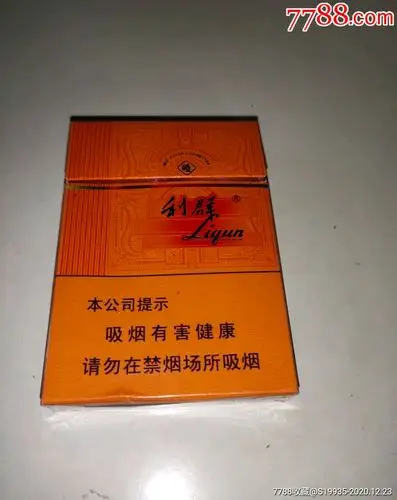 7788.com
利群®
Liqun
本公司提示
吸烟有害健康
请勿在禁烟场所吸烟
7788收藏@S19935-2020.12.23